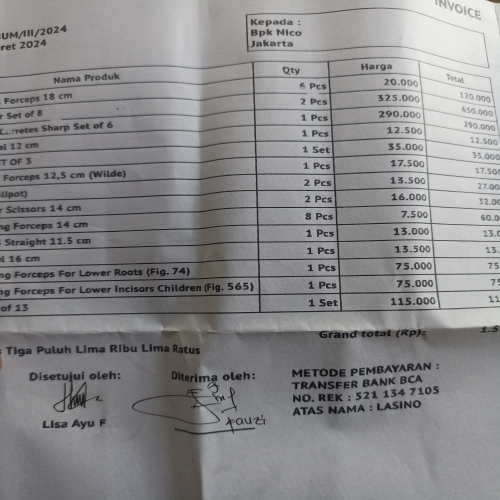 INVOICE
UM/III/2024
ret 2024
Kepada :
Bpk Nico
Jakarta
Nama Produk Qty Harga Total
Forceps 18 cm 6 Pcs 20.000 120.000
Set of 8 2 Pcs 325.000 650.000
Curretes Sharp Set of 6 1 Pcs 290.000 290.000
el 12 cm 1 Pcs 12.500 12.500
T OF 3 1 Set 35.000 35.000
Forceps 12,5 cm (Wilde) 1 Pcs 17.500 17.500
llpot) 2 Pcs 13.500 27.00
r Scissors 14 cm 2 Pcs 16.000 32.00
ng Forceps 14 cm 8 Pcs 7.500 60.0
Straight 11.5 cm 1 Pcs 13.000 13.0
l 16 cm 1 Pcs 13.500 13.
ng Forceps For Lower Roots (Fig. 74) 1 Pcs 75.000 75
ng Forceps For Lower Incisors Children (Fig. 565) 1 Pcs 75.000 75
of 13 1 Set 115.000 11
Grand total (Rp): 1.5
s Tiga Puluh Lima Ribu Lima Ratus
Disetujui oleh: Diterima oleh:
METODE PEMBAYARAN :
TRANSFER BANK BCA
NO. REK : 521 134 7105
ATAS NAMA : LASINO
Lisa Ayu F fauzi